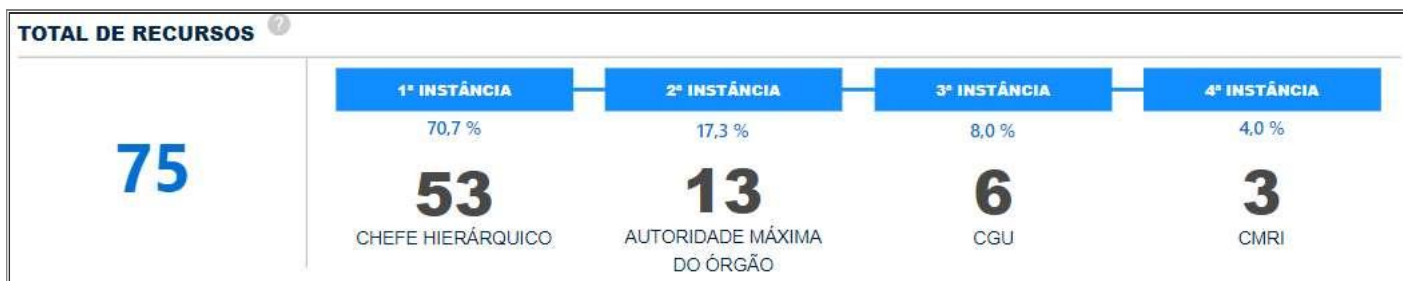 TOTAL DE RECURSOS ?
75
1ª INSTÂNCIA
70,7 %
53
CHEFE HIERÁRQUICO
2ª INSTÂNCIA
17,3 %
13
AUTORIDADE MÁXIMA
DO ÓRGÃO
3ª INSTÂNCIA
8,0 %
6
CGU
4ª INSTÂNCIA
4,0 %
3
CMRI